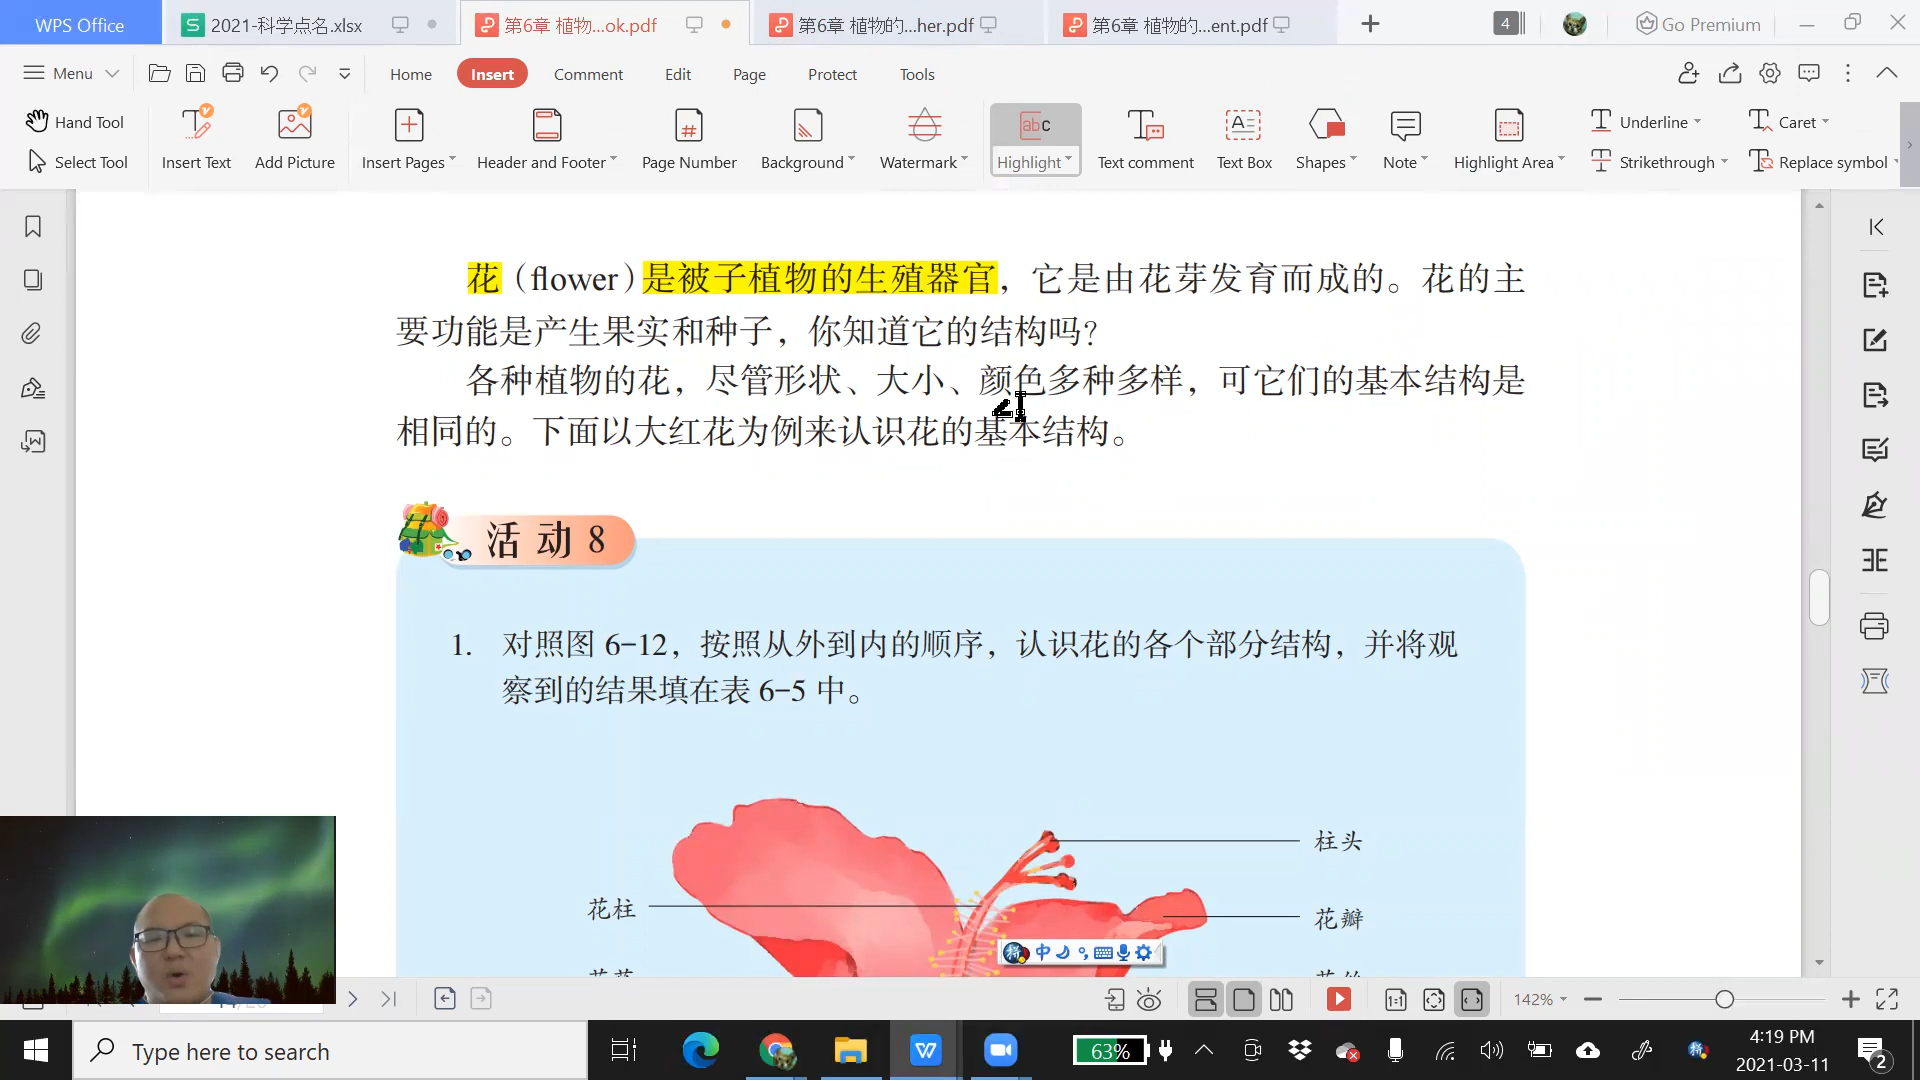 WPS Office
2021-科学点名.xlsx
第6章 植物...ok.pdf
第6章 植物的...her.pdf
第6章 植物的...ent.pdf
4
Go Premium
Menu
Home
Insert
Comment
Edit
Page
Protect
Tools
Hand Tool
Select Tool
Insert Text
Add Picture
Insert Pages
Header and Footer
Page Number
Background
Watermark
Highlight
Text comment
Text Box
Shapes
Note
Highlight Area
Underline
Strikethrough
Caret
Replace symbol
花（flower）是被子植物的生殖器官，它是由花芽发育而成的。花的主
要功能是产生果实和种子，你知道它的结构吗？
各种植物的花，尽管形状、大小、颜色多种多样，可它们的基本结构是
相同的。下面以大红花为例来认识花的基本结构。
活动 8
1. 对照图 6-12，按照从外到内的顺序，认识花的各个部分结构，并将观
察到的结果填在表 6-5 中。
柱头
花柱
花瓣
中
142%
Type here to search
63%
4:19 PM
2021-03-11
2